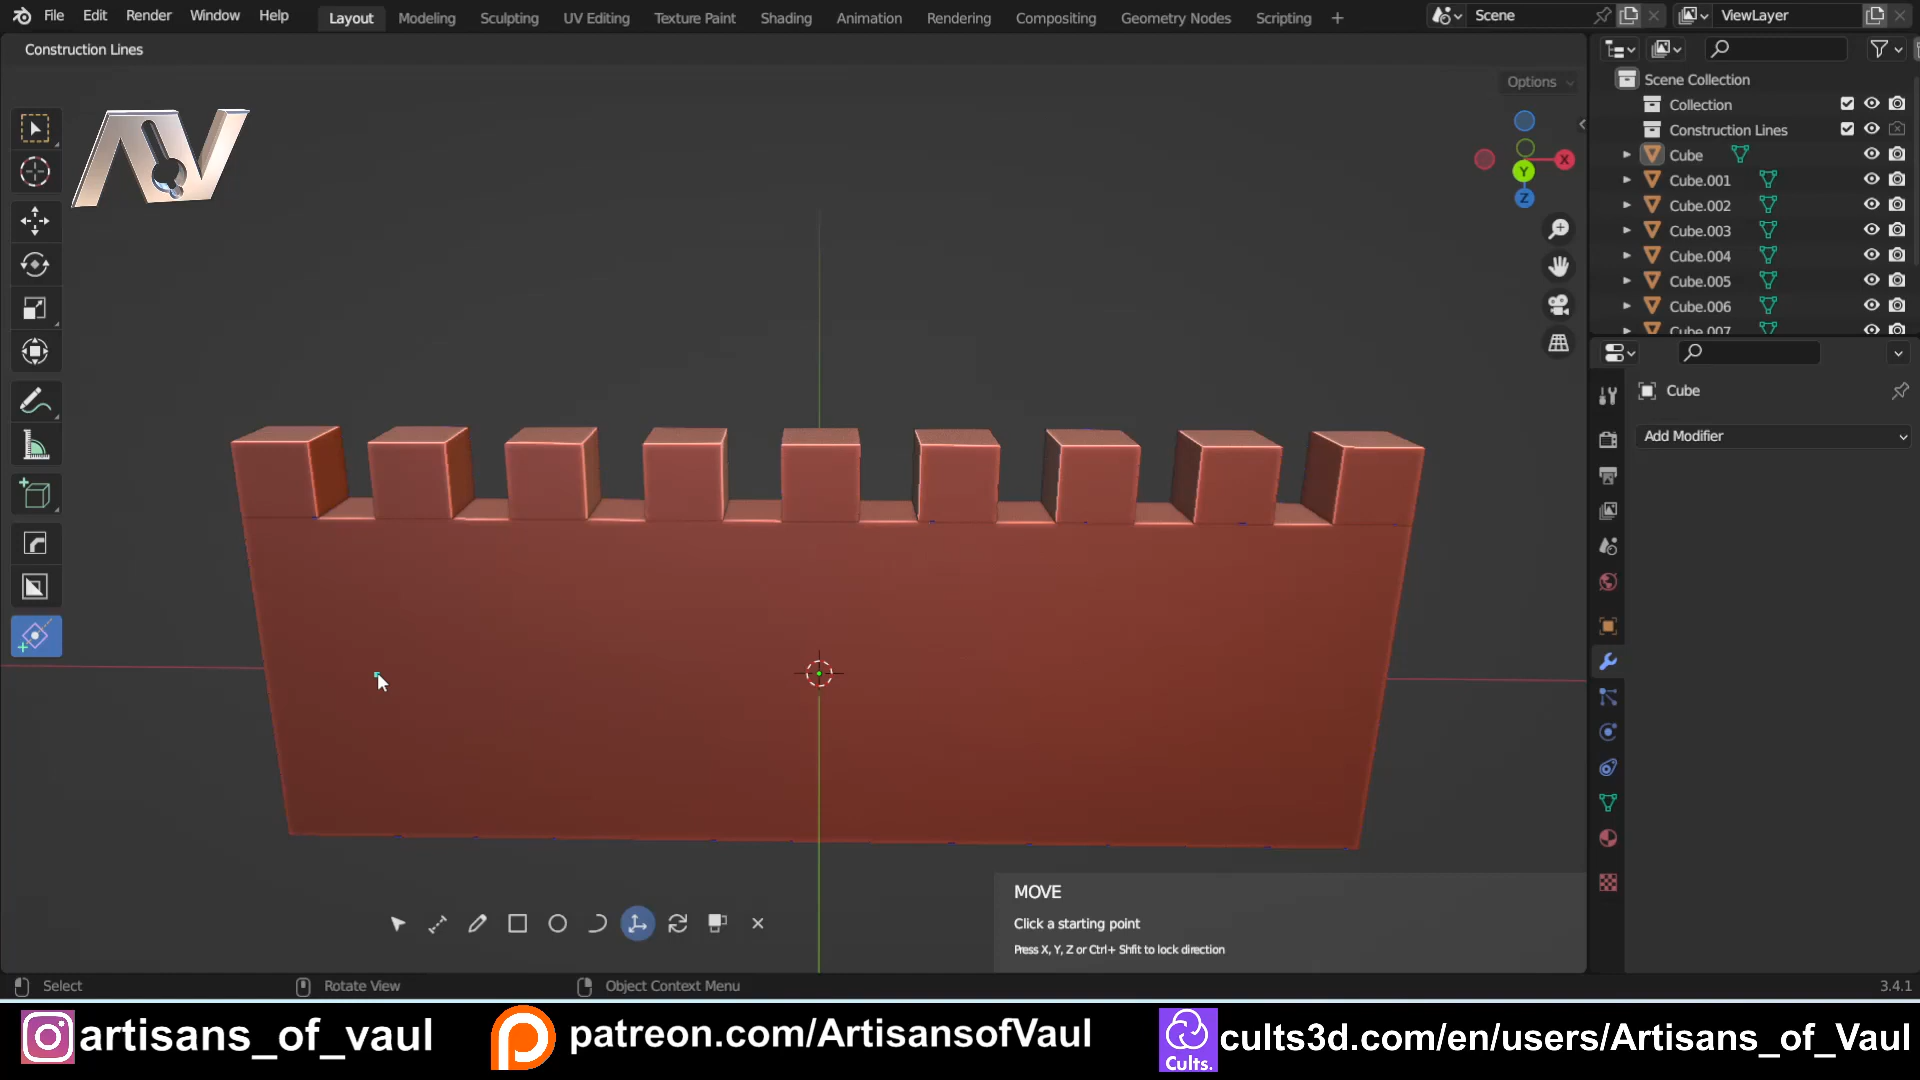 File Edit Render Window Help Layout Modeling Sculpting UV Editing Texture Paint Shading Animation Rendering Compositing Geometry Nodes Scripting + Scene ViewLayer
Construction Lines
Options
Scene Collection
Collection
Construction Lines
Cube
Cube.001
Cube.002
Cube.003
Cube.004
Cube.005
Cube.006
Cube.007
X
Y
Z
Cube
Add Modifier
MOVE
Click a starting point
Press X, Y, Z or Ctrl+ Shfit to lock direction
Select Rotate View Object Context Menu 3.4.1
artisans_of_vaul patreon.com/ArtisansofVaul Cults. cults3d.com/en/users/Artisans_of_Vaul